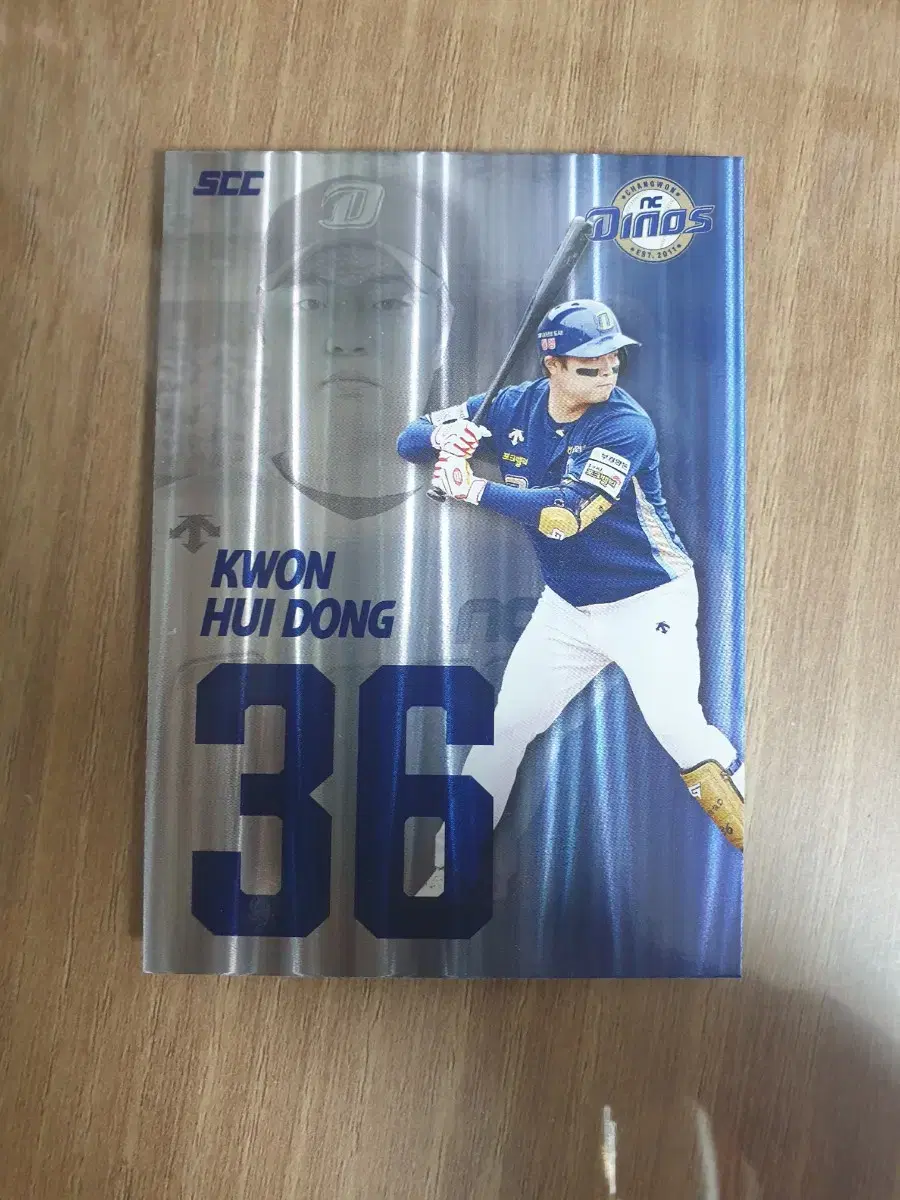 SCC
CHANGWON
NC
DINOS
EST. 2011
KWON
HUI DONG
36